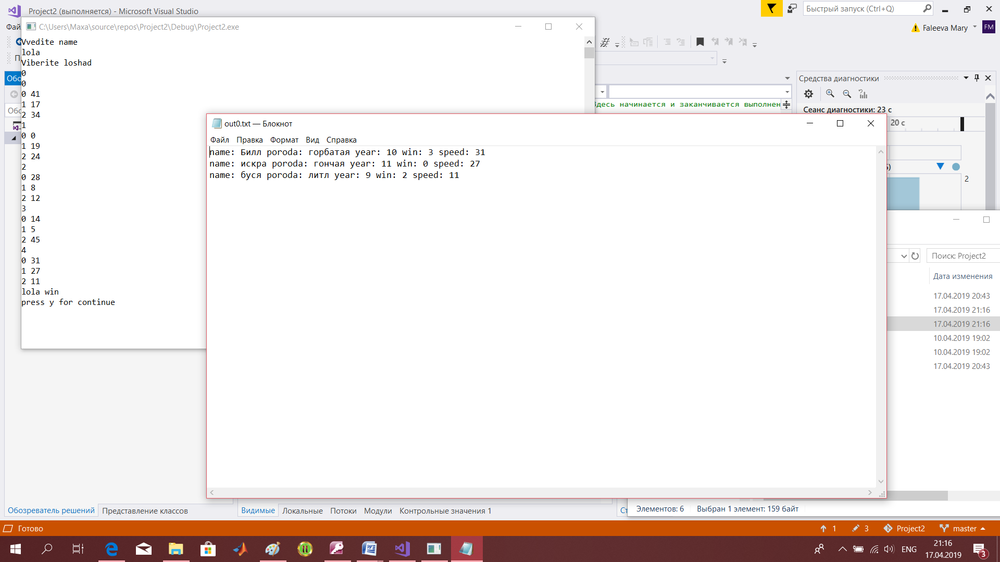 Project2 (выполняется) - Microsoft Visual Studio
Быстрый запуск (Ctrl+Q)
Faleeva Mary
FM
C:\Users\Maxa\source\repos\Project2\Debug\Project2.exe
Vvedite name
lola
Viberite loshad
0
0
0 41
1 17
2 34
1
0 0
1 19
2 24
2
0 28
1 8
2 12
3
0 14
1 5
2 45
4
0 31
1 27
2 11
lola win
press y for continue
Средства диагностики
Сеанс диагностики: 23 с
20 с
2
out0.txt — Блокнот
Файл Правка Формат Вид Справка
name: Билл poroda: горбатая year: 10 win: 3 speed: 31
name: искра poroda: гончая year: 11 win: 0 speed: 27
name: буся poroda: литл year: 9 win: 2 speed: 11
Поиск: Project2
Дата изменения
17.04.2019 20:43
17.04.2019 21:16
17.04.2019 21:16
10.04.2019 19:02
10.04.2019 19:02
17.04.2019 20:43
Элементов: 6 Выбран 1 элемент: 159 байт
Обозреватель решений Представление классов
Видимые Локальные Потоки Модули Контрольные значения 1
Готово
1 3 Project2 master
ENG
21:16
17.04.2019
3